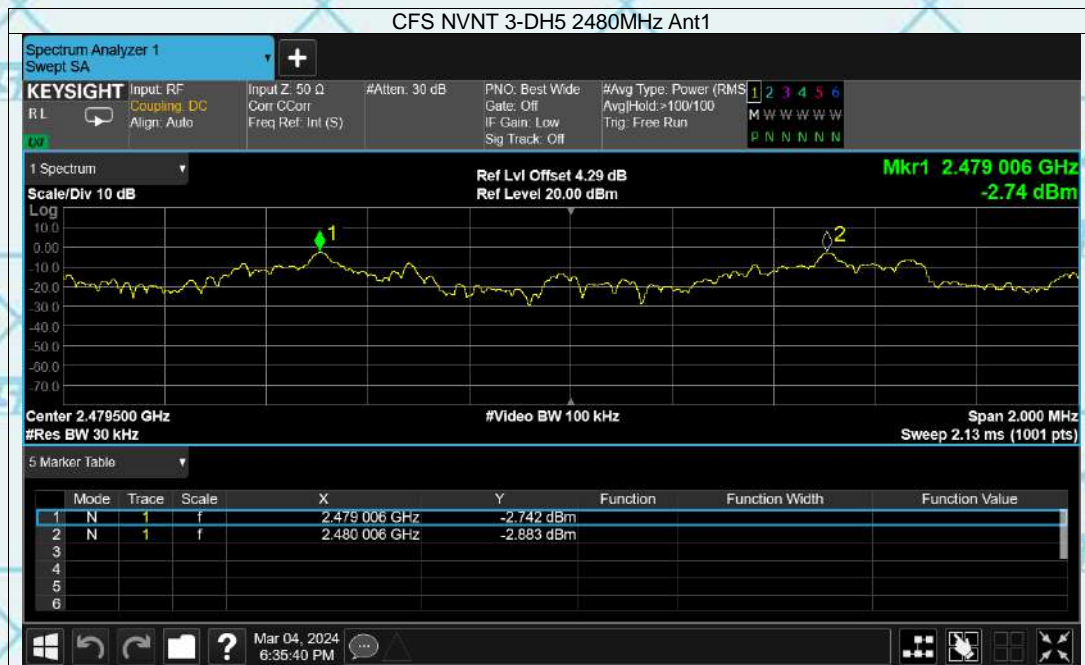 CFS NVNT 3-DH5 2480MHz Ant1
Spectrum Analyzer 1
Swept SA
+
KEYSIGHT
RL
LXI
Input: RF
Coupling: DC
Align: Auto
Input Z: 50 Ω
Corr CCorr
Freq Ref: Int (S)
#Atten: 30 dB
PNO: Best Wide
Gate: Off
IF Gain: Low
Sig Track: Off
#Avg Type: Power (RMS
Avg|Hold:>100/100
Trig: Free Run
1 2 3 4 5 6
M W W W W W
P N N N N N
1 Spectrum
Scale/Div 10 dB
Ref Lvl Offset 4.29 dB
Ref Level 20.00 dBm
Mkr1 2.479 006 GHz
-2.74 dBm
Log
10.0
0.00
-10.0
-20.0
-30.0
-40.0
-50.0
-60.0
-70.0
1
2
Center 2.479500 GHz
#Res BW 30 kHz
#Video BW 100 kHz
Span 2.000 MHz
Sweep 2.13 ms (1001 pts)
5 Marker Table
Mode Trace Scale X Y Function Function Width Function Value
1 N 1 f 2.479 006 GHz -2.742 dBm
2 N 1 f 2.480 006 GHz -2.883 dBm
3
4
5
6
?
Mar 04, 2024
6:35:40 PM